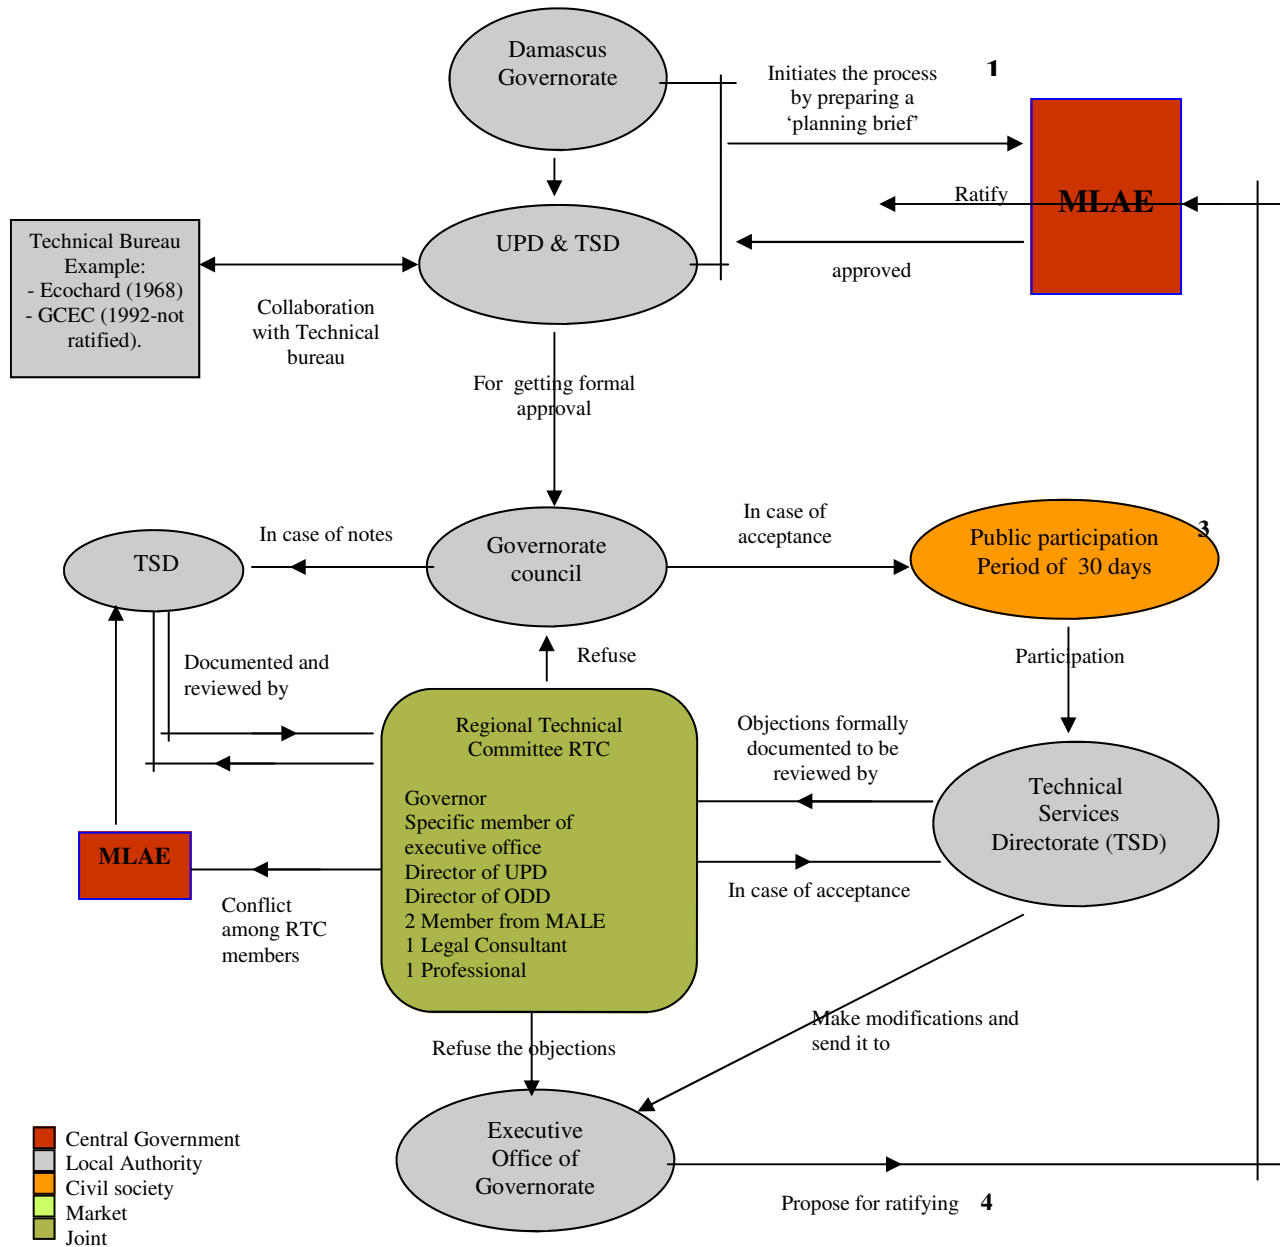 Damascus
Governorate
Initiates the process
by preparing a
‘planning brief’
1
MLAE
Ratify
approved
UPD & TSD
Technical Bureau
Example:
- Ecochard (1968)
- GCEC (1992-not
ratified).
Collaboration
with Technical
bureau
For getting formal
approval
TSD
In case of notes
Governorate
council
In case of
acceptance
Public participation
Period of 30 days
3
Documented and
reviewed by
Refuse
Participation
Regional Technical
Committee RTC
Governor
Specific member of
executive office
Director of UPD
Director of ODD
2 Member from MALE
1 Legal Consultant
1 Professional
Objections formally
documented to be
reviewed by
Technical
Services
Directorate (TSD)
In case of acceptance
MLAE
Conflict
among RTC
members
Make modifications and
send it to
Refuse the objections
Executive
Office of
Governorate
Propose for ratifying 4
Central Government
Local Authority
Civil society
Market
Joint